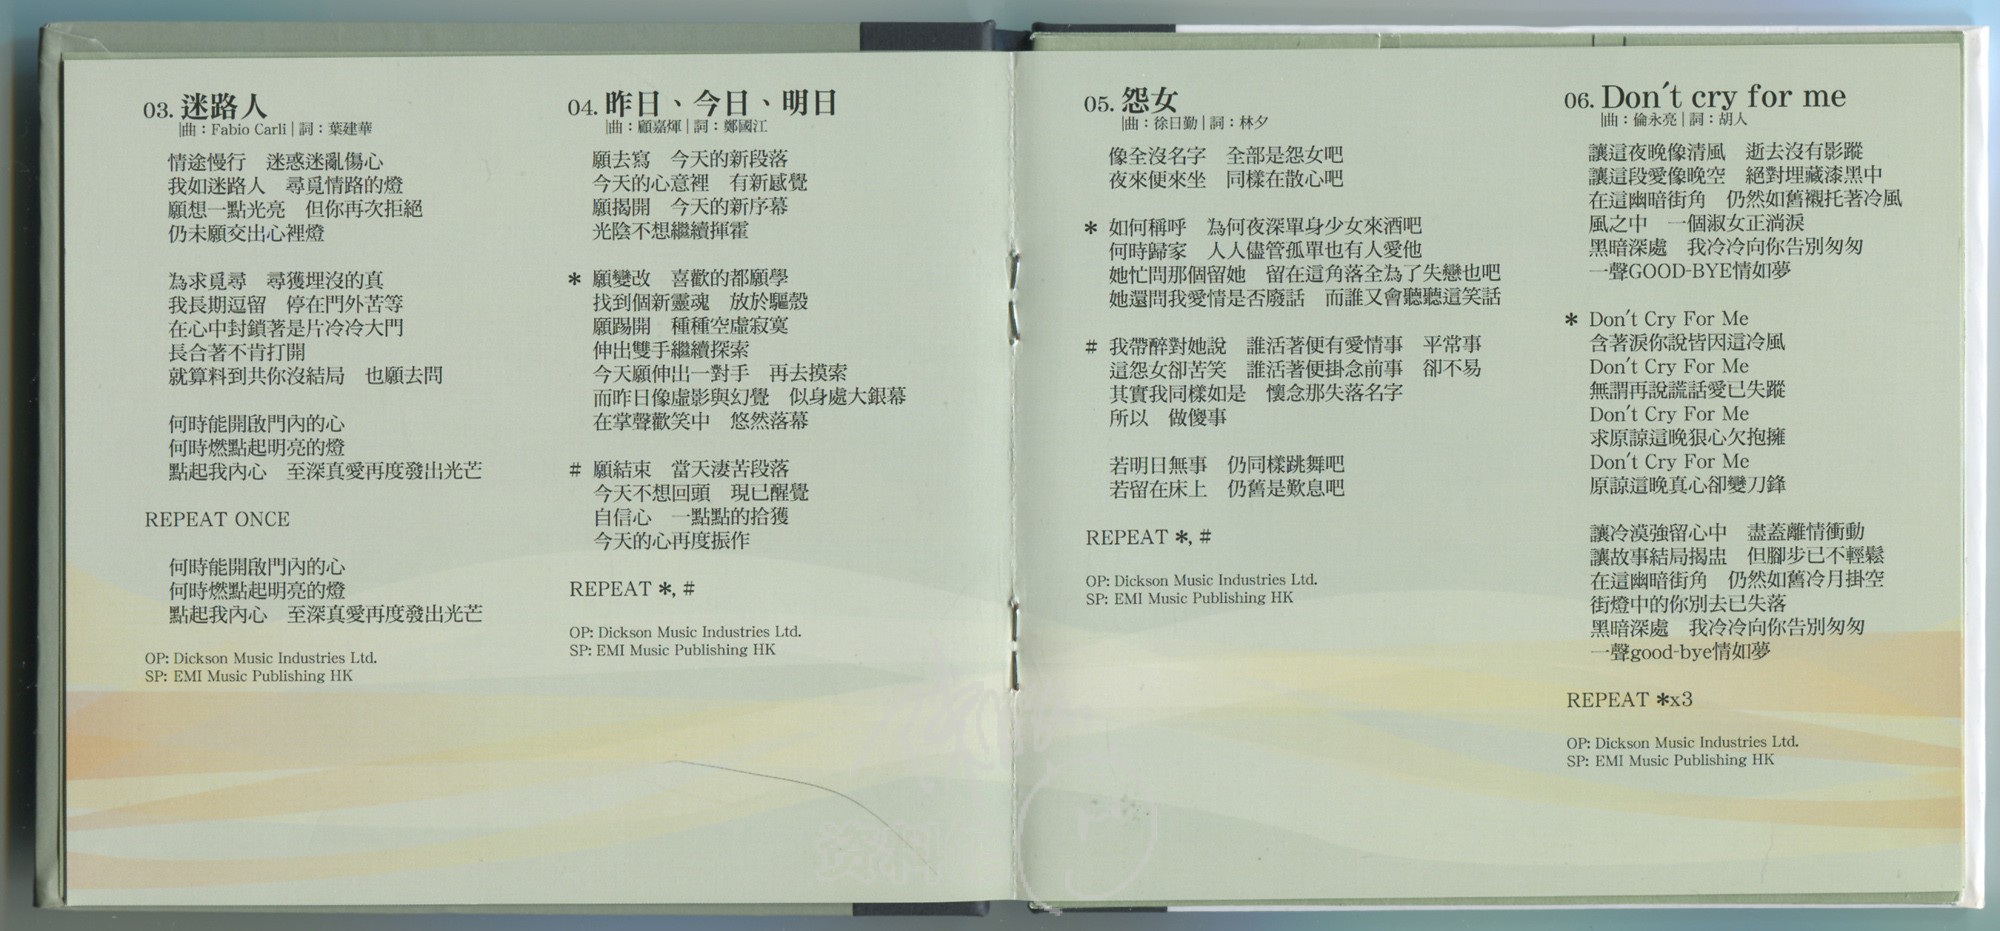 03. 迷路人
|曲：Fabio Carli | 詞：葉建華
情途慢行　迷惑迷亂傷心
我如迷路人　尋覓情路的燈
願想一點光亮　但你再次拒絕
仍未願交出心裡燈
為求覓尋　尋獲埋沒的真
我長期逗留　停在門外苦等
在心中封鎖著是片冷冷大門
長合著不肯打開
就算料到共你沒結局　也願去問
何時能開啟門內的心
何時燃點起明亮的燈
點起我內心　至深真愛再度發出光芒
REPEAT ONCE
何時能開啟門內的心
何時燃點起明亮的燈
點起我內心　至深真愛再度發出光芒
OP: Dickson Music Industries Ltd.
SP: EMI Music Publishing HK
04. 昨日、今日、明日
|曲：顧嘉煇 | 詞：鄭國江
願去寫　今天的新段落
今天的心意裡　有新感覺
願揭開　今天的新序幕
光陰不想繼續揮霍
* 願變改　喜歡的都願學
找到個新靈魂　放於驅殼
願踢開　種種空虛寂寞
伸出雙手繼續探索
今天願伸出一對手　再去摸索
而昨日像虛影與幻覺　似身處大銀幕
在掌聲歡笑中　悠然落幕
# 願結束　當天淒苦段落
今天不想回頭　現已醒覺
自信心　一點點的拾獲
今天的心再度振作
REPEAT *, #
OP: Dickson Music Industries Ltd.
SP: EMI Music Publishing HK
05. 怨女
|曲：徐日勤 | 詞：林夕
像全沒名字　全部是怨女吧
夜來便來坐　同樣在散心吧
* 如何稱呼　為何夜深單身少女來酒吧
何時歸家　人人儘管孤單也有人愛他
她忙問那個留她　留在這角落全為了失戀也吧
她還問我愛情是否廢話　而誰又會聽聽這笑話
# 我帶醉對她說　誰活著便有愛情事　平常事
這怨女卻苦笑　誰活著便掛念前事　卻不易
其實我同樣如是　懷念那失落名字
所以　做傻事
若明日無事　仍同樣跳舞吧
若留在床上　仍舊是歎息吧
REPEAT *, #
OP: Dickson Music Industries Ltd.
SP: EMI Music Publishing HK
06. Don't cry for me
|曲：倫永亮 | 詞：胡人
讓這夜晚像清風　逝去沒有影蹤
讓這段愛像晚空　絕對埋藏漆黑中
在這幽暗街角　仍然如舊襯托著冷風
風之中　一個淑女正淌淚
黑暗深處　我冷冷向你告別匆匆
一聲GOOD-BYE情如夢
* Don't Cry For Me
含著淚你說皆因這冷風
Don't Cry For Me
無謂再說謊話愛已失蹤
Don't Cry For Me
求原諒這晚狠心欠抱擁
Don't Cry For Me
原諒這晚真心卻變刀鋒
讓冷漠強留心中　盡蓋離情衝動
讓故事結局揭盅　但腳步已不輕鬆
在這幽暗街角　仍然如舊冷月掛空
街燈中的你別去已失落
黑暗深處　我冷冷向你告別匆匆
一聲good-bye情如夢
REPEAT *x3
OP: Dickson Music Industries Ltd.
SP: EMI Music Publishing HK
資料